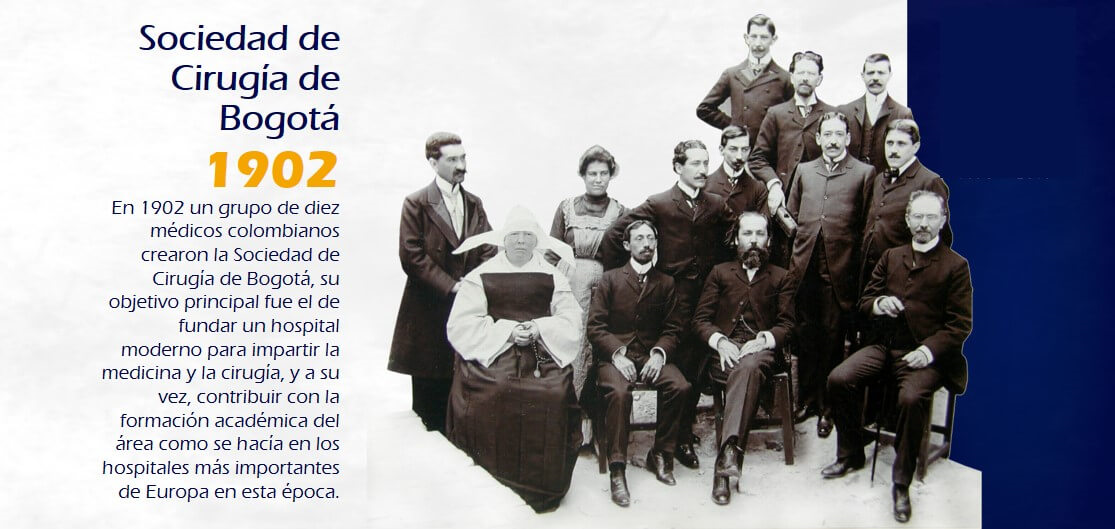 Sociedad de
Cirugía de
Bogotá
1902
En 1902 un grupo de diez
médicos colombianos
crearon la Sociedad de
Cirugía de Bogotá, su
objetivo principal fue el de
fundar un hospital
moderno para impartir la
medicina y la cirugía, y a su
vez, contribuir con la
formación académica del
área como se hacía en los
hospitales más importantes
de Europa en esta época.